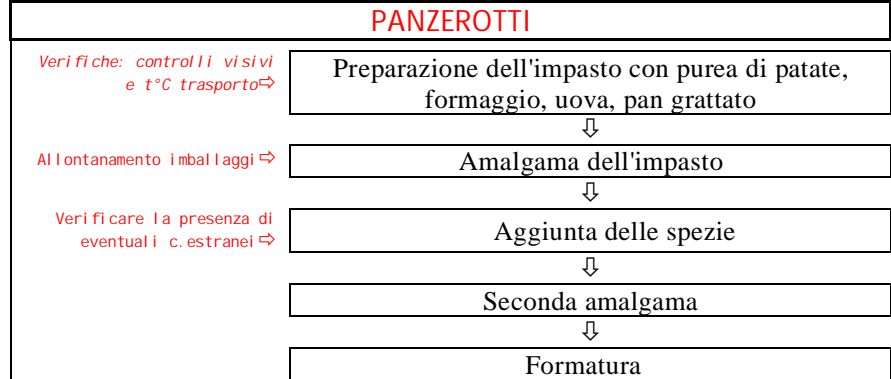 PANZEROTTI
Verifiche: controlli visivi
e t°C trasporto⇨
Preparazione dell'impasto con purea di patate,
formaggio, uova, pan grattato
⇩
Allontanamento imballaggi⇨
Amalgama dell'impasto
⇩
Verificare la presenza di
eventuali c.estranei⇨
Aggiunta delle spezie
⇩
Seconda amalgama
⇩
Formatura